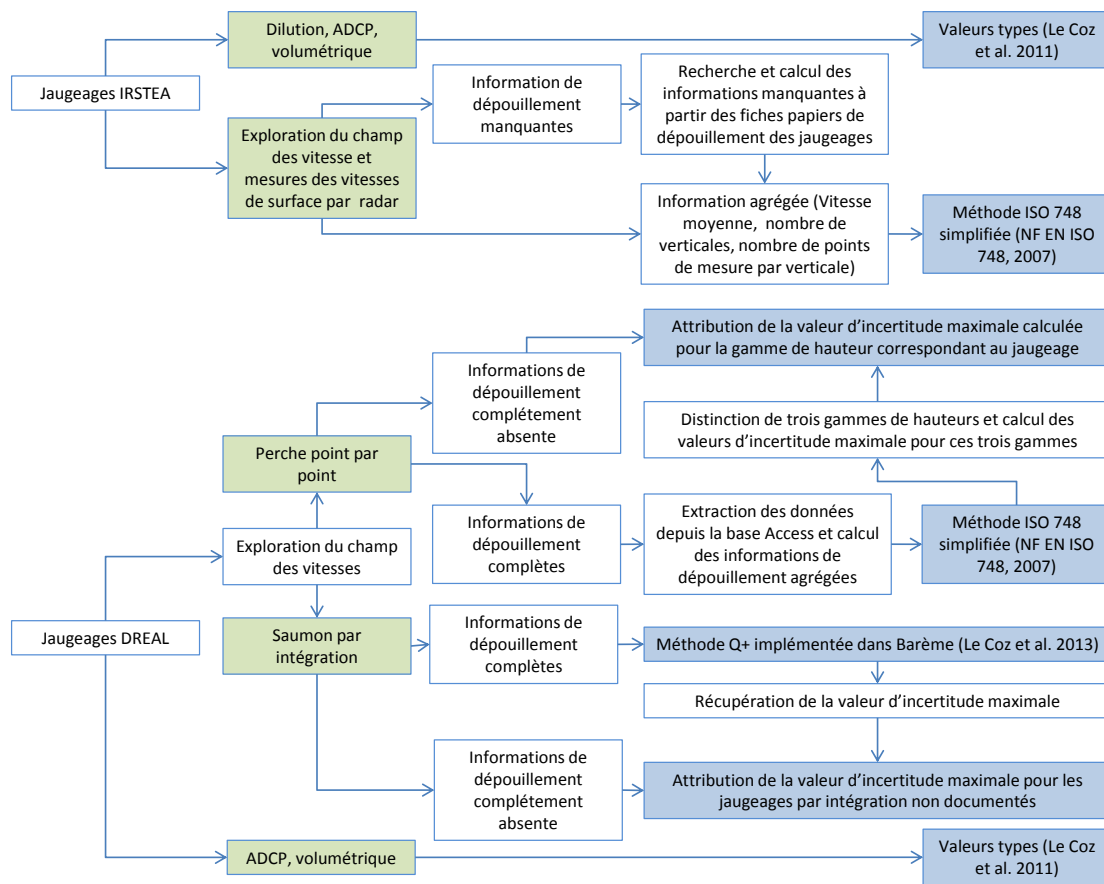 Dilution, ADCP,
volumétrique
Valeurs types (Le Coz
et al. 2011)
Jaugeages IRSTEA
Information de
dépouillement
manquantes
Recherche et calcul des
informations manquantes à
partir des fiches papiers de
dépouillement des jaugeages
Exploration du champ
des vitesse et
mesures des vitesses
de surface par radar
Information agrégée (Vitesse
moyenne, nombre de
verticales, nombre de points
de mesure par verticale)
Méthode ISO 748
simplifiée (NF EN ISO
748, 2007)
Attribution de la valeur d’incertitude maximale calculée
pour la gamme de hauteur correspondant au jaugeage
Informations de
dépouillement
complétement
absente
Distinction de trois gammes de hauteurs et calcul des
valeurs d’incertitude maximale pour ces trois gammes
Perche point par
point
Informations de
dépouillement
complètes
Extraction des données
depuis la base Access et calcul
des informations de
dépouillement agrégées
Méthode ISO 748
simplifiée (NF EN ISO
748, 2007)
Exploration du champ
des vitesses
Jaugeages DREAL
Saumon par
intégration
Informations de
dépouillement
complètes
Méthode Q+ implémentée dans Barème (Le Coz et al. 2013)
Récupération de la valeur d’incertitude maximale
Informations de
dépouillement
complétement
absente
Attribution de la valeur d’incertitude maximale pour les
jaugeages par intégration non documentés
ADCP, volumétrique
Valeurs types (Le Coz
et al. 2011)